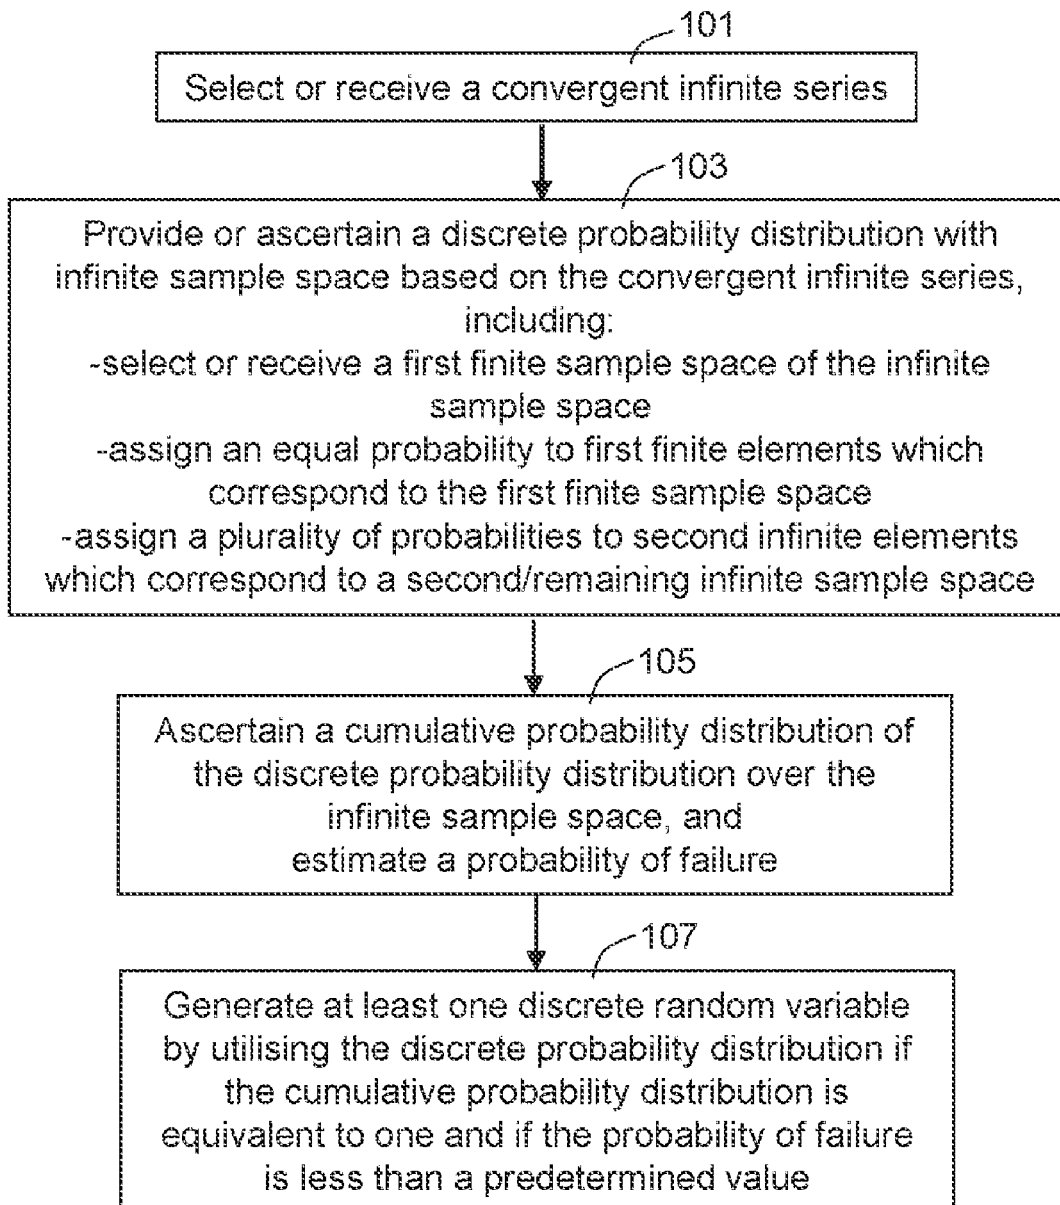 101
Select or receive a convergent infinite series
103
Provide or ascertain a discrete probability distribution with
infinite sample space based on the convergent infinite series,
including:
-select or receive a first finite sample space of the infinite
sample space
-assign an equal probability to first finite elements which
correspond to the first finite sample space
-assign a plurality of probabilities to second infinite elements
which correspond to a second/remaining infinite sample space
105
Ascertain a cumulative probability distribution of
the discrete probability distribution over the
infinite sample space, and
estimate a probability of failure
107
Generate at least one discrete random variable
by utilising the discrete probability distribution if
the cumulative probability distribution is
equivalent to one and if the probability of failure
is less than a predetermined value